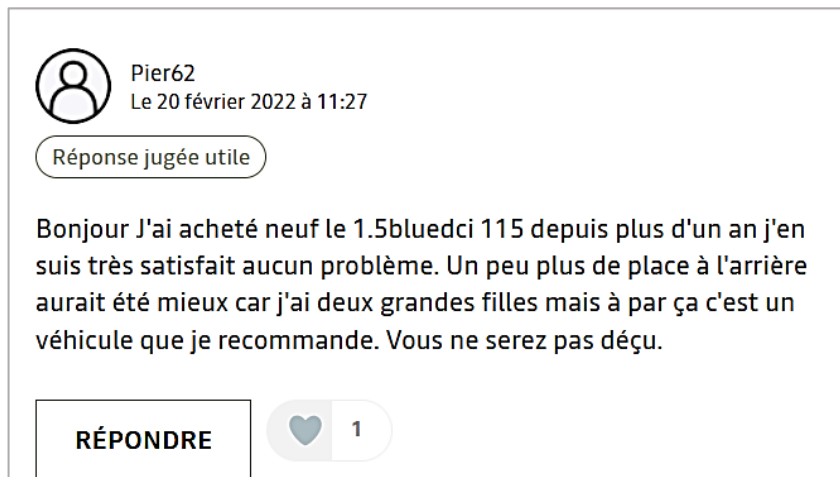 Pier62
Le 20 février 2022 à 11:27
Réponse jugée utile
Bonjour J'ai acheté neuf le 1.5bluedci 115 depuis plus d'un an j'en
suis très satisfait aucun problème. Un peu plus de place à l'arrière
aurait été mieux car j'ai deux grandes filles mais à par ça c'est un
véhicule que je recommande. Vous ne serez pas déçu.
RÉPONDRE
1